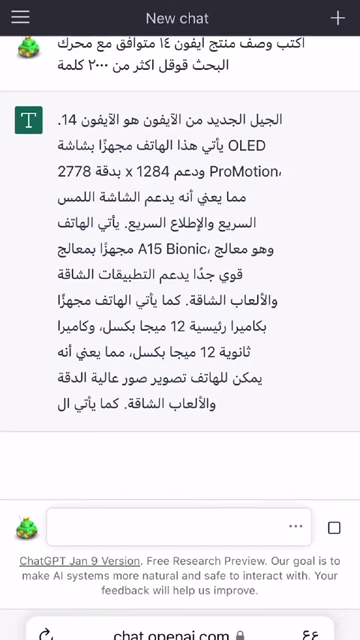 New chat
اكتب وصف منتج ايفون ١٤ متوافق مع محرك
البحث قوقل اكثر من ٢٠٠٠ كلمة
الجيل الجديد من الآيفون هو الآيفون 14.
يأتي هذا الهاتف مجهزًا بشاشة OLED
ودعم ProMotion، بدقة 1284 x 2778
مما يعني أنه يدعم الشاشة اللمس
السريع والإطلاع السريع. يأتي الهاتف
مجهزًا بمعالج A15 Bionic، وهو معالج
قوي جدًا يدعم التطبيقات الشاقة
والألعاب الشاقة. كما يأتي الهاتف مجهزًا
بكاميرا رئيسية 12 ميجا بكسل، وكاميرا
ثانوية 12 ميجا بكسل، مما يعني أنه
يمكن للهاتف تصوير صور عالية الدقة
والألعاب الشاقة. كما يأتي ال
ChatGPT Jan 9 Version. Free Research Preview. Our goal is to
make AI systems more natural and safe to interact with. Your
feedback will help us improve.
chat.openai.com
عع